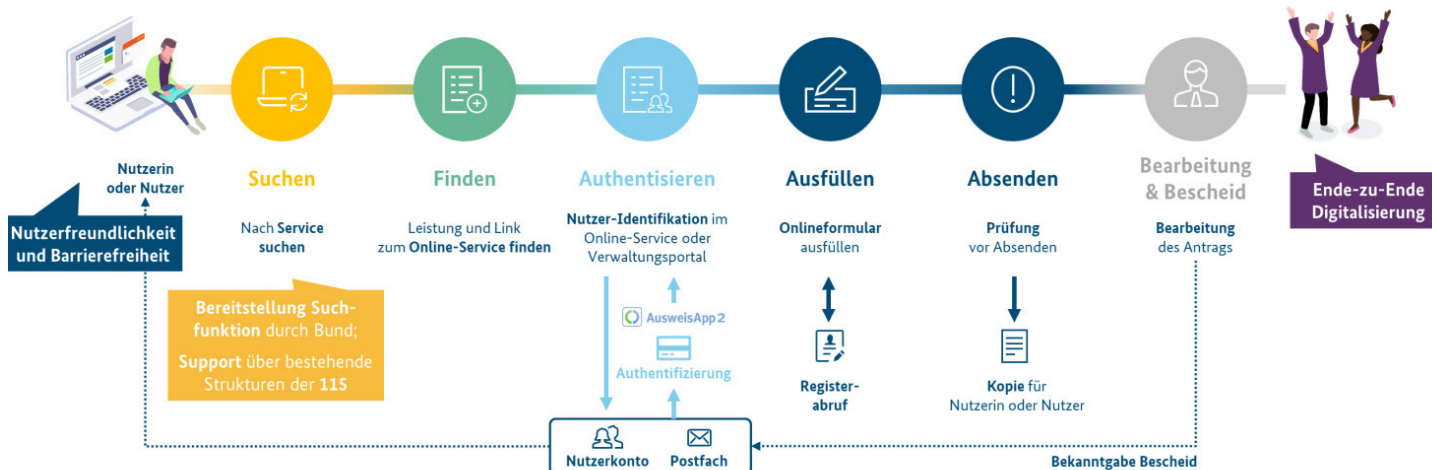 Nutzerin
oder Nutzer
Nutzerfreundlichkeit
und Barrierefreiheit
Suchen
Nach Service
suchen
Bereitstellung Such-
funktion durch Bund;
Support über bestehende
Strukturen der 115
Finden
Leistung und Link
zum Online-Service finden
Authentisieren
Nutzer-Identifikation im
Online-Service oder
Verwaltungsportal
AusweisApp2
Authentifizierung
Nutzerkonto
Postfach
Ausfüllen
Onlineformular
ausfüllen
Register-
abruf
Absenden
Prüfung
vor Absenden
Kopie für
Nutzerin oder Nutzer
Bearbeitung
& Bescheid
Bearbeitung
des Antrags
Bekanntgabe Bescheid
Ende-zu-Ende
Digitalisierung